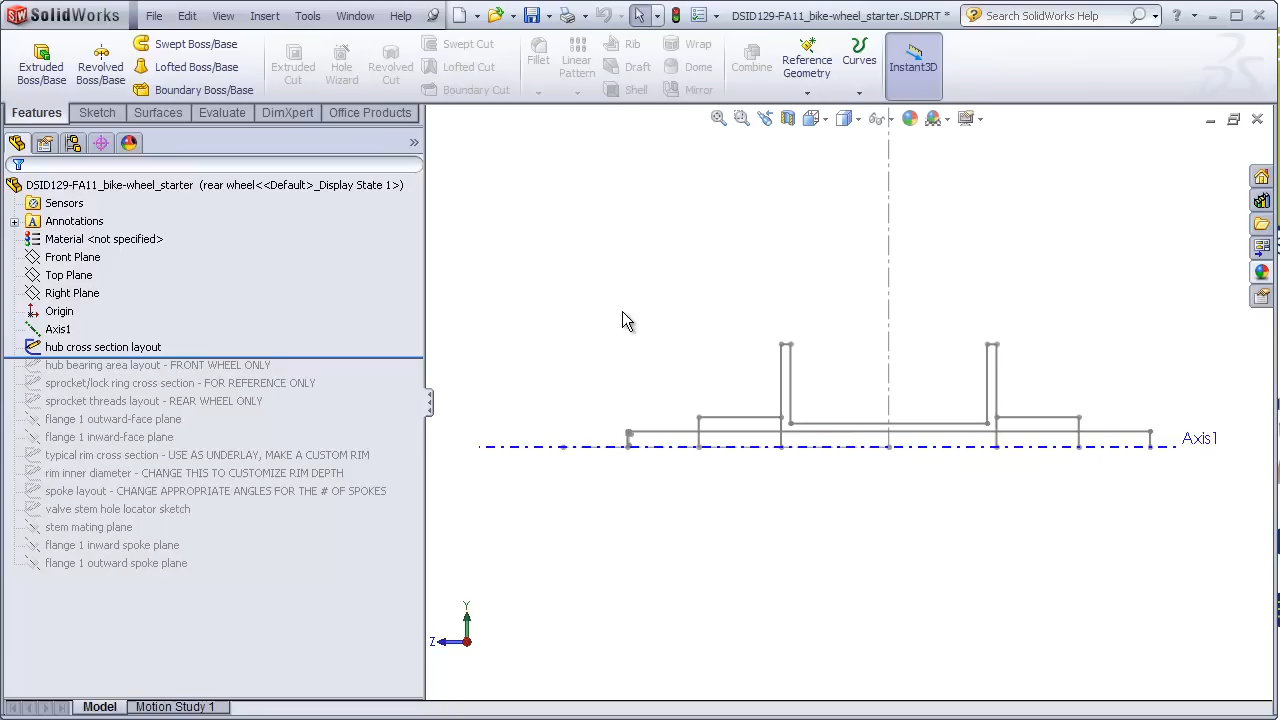 SolidWorks File Edit View Insert Tools Window Help DSID129-FA11_bike-wheel_starter.SLDPRT * Search SolidWorks Help
Extruded Boss/Base
Revolved Boss/Base
Swept Boss/Base
Lofted Boss/Base
Boundary Boss/Base
Extruded Cut
Hole Wizard
Revolved Cut
Swept Cut
Lofted Cut
Boundary Cut
Fillet
Linear Pattern
Rib
Draft
Shell
Wrap
Dome
Mirror
Combine
Reference Geometry
Curves
Instant3D
Features Sketch Surfaces Evaluate DimXpert Office Products
DSID129-FA11_bike-wheel_starter (rear wheel<<Default>_Display State 1>)
Sensors
Annotations
Material <not specified>
Front Plane
Top Plane
Right Plane
Origin
Axis1
hub cross section layout
hub bearing area layout - FRONT WHEEL ONLY
sprocket/lock ring cross section - FOR REFERENCE ONLY
sprocket threads layout - REAR WHEEL ONLY
flange 1 outward-face plane
flange 1 inward-face plane
typical rim cross section - USE AS UNDERLAY, MAKE A CUSTOM RIM
rim inner diameter - CHANGE THIS TO CUSTOMIZE RIM DEPTH
spoke layout - CHANGE APPROPRIATE ANGLES FOR THE # OF SPOKES
valve stem hole locator sketch
stem mating plane
flange 1 inward spoke plane
flange 1 outward spoke plane
Axis1
Y
Z
Model Motion Study 1